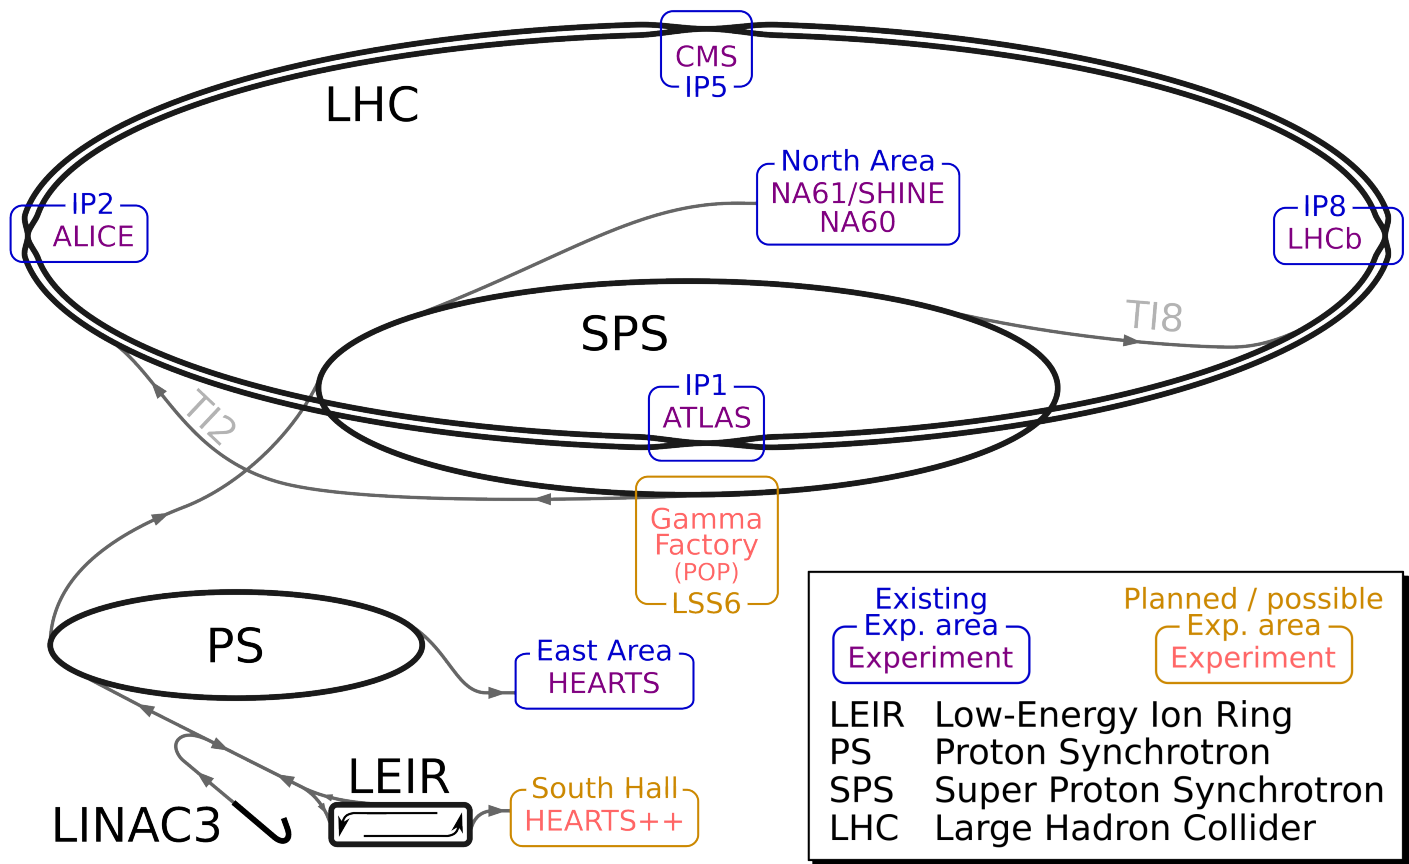 CMS
IP5
LHC
North Area
NA61/SHINE
NA60
IP2
ALICE
IP8
LHCb
TI8
SPS
IP1
ATLAS
TI2
Gamma
Factory
(POP)
LSS6
PS
East Area
HEARTS
LEIR
LINAC3
South Hall
HEARTS++
Existing
Exp. area
Experiment
Planned / possible
Exp. area
Experiment
LEIR Low-Energy Ion Ring
PS Proton Synchrotron
SPS Super Proton Synchrotron
LHC Large Hadron Collider